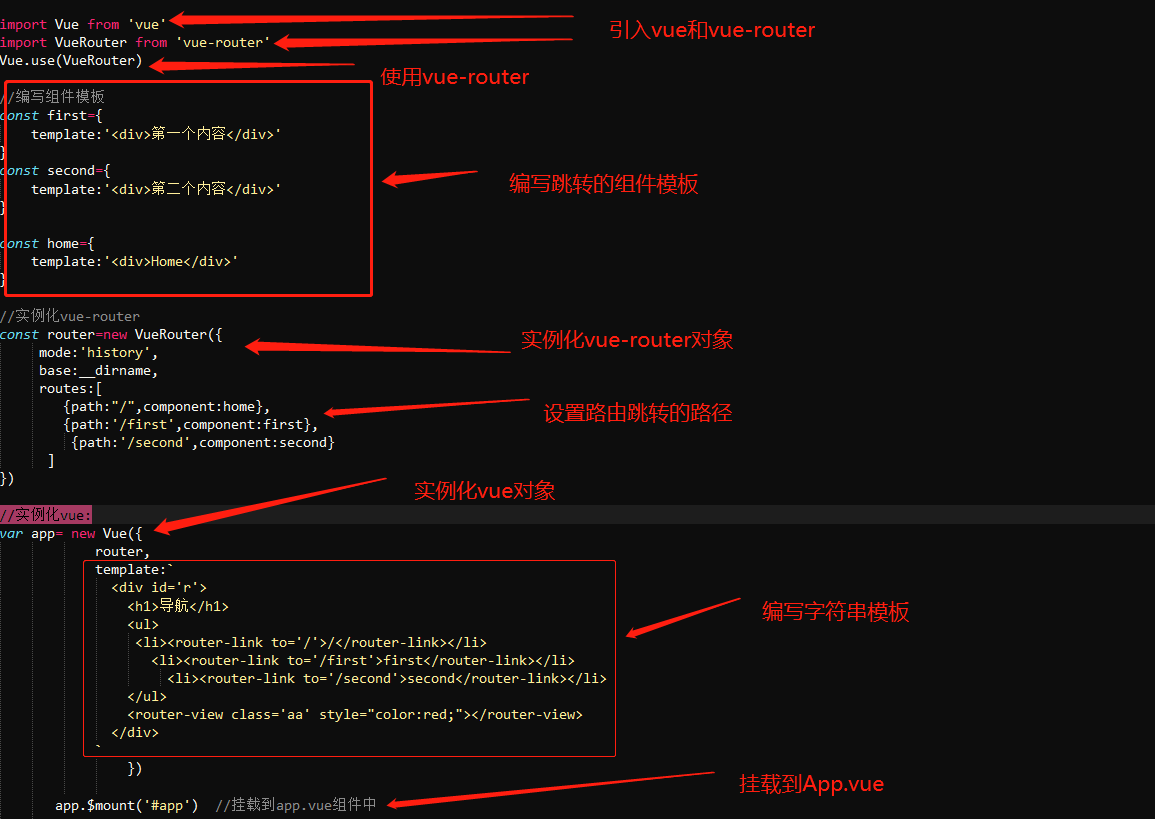 import Vue from 'vue'
引入vue和vue-router
import VueRouter from 'vue-router'
Vue.use(VueRouter)
使用vue-router
//编写组件模板
const first={
template:'<div>第一个内容</div>'
}
const second={
template:'<div>第二个内容</div>'
}
编写跳转的组件模板
const home={
template:'<div>Home</div>'
}
//实例化vue-router
const router=new VueRouter({
实例化vue-router对象
mode:'history',
base:__dirname,
routes:[
{path:"/",component:home},
设置路由跳转的路径
{path:'/first',component:first},
{path:'/second',component:second}
]
})
实例化vue对象
//实例化vue:
var app= new Vue({
router,
template:`
<div id='r'>
<h1>导航</h1>
编写字符串模板
<ul>
<li><router-link to='/'>/</router-link></li>
<li><router-link to='/first'>first</router-link></li>
<li><router-link to='/second'>second</router-link></li>
</ul>
<router-view class='aa' style="color:red;"></router-view>
</div>
`
})
挂载到App.vue
app.$mount('#app') //挂载到app.vue组件中